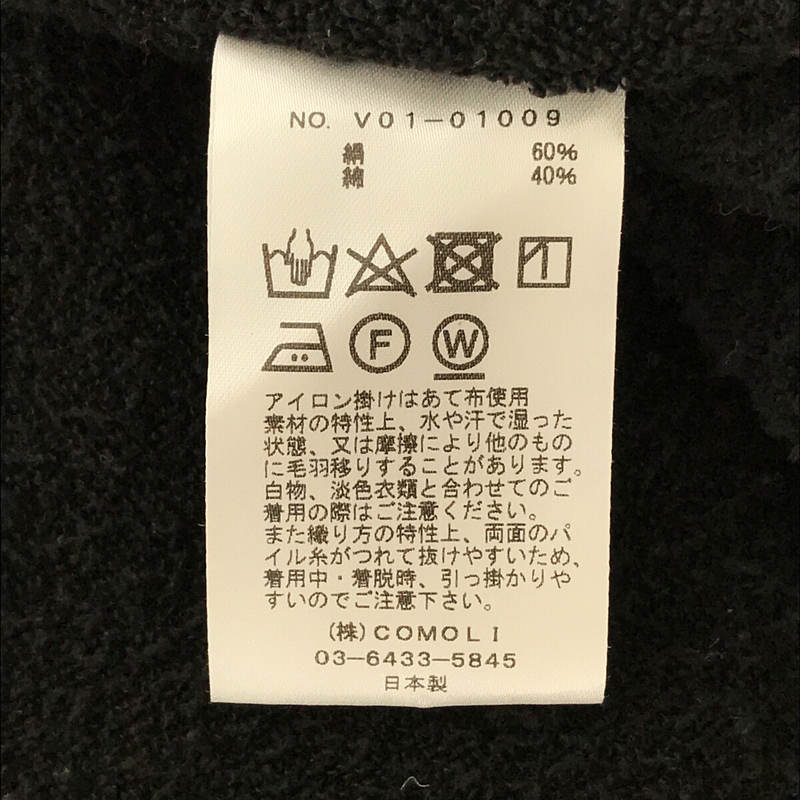 NO. V01-01009
絹 60%
綿 40%
F W
アイロン掛けはあて布使用
素材の特性上、水や汗で湿った
状態、又は摩擦により他のもの
に毛羽移りすることがあります。
白物、淡色衣類と合わせてのご
着用の際はご注意ください。
また織り方の特性上、両面のパ
イル糸がつれて抜けやすいため、
着用中・着脱時、引っ掛かりや
すいのでご注意下さい。
(株)COMOLI
03-6433-5845
日本製